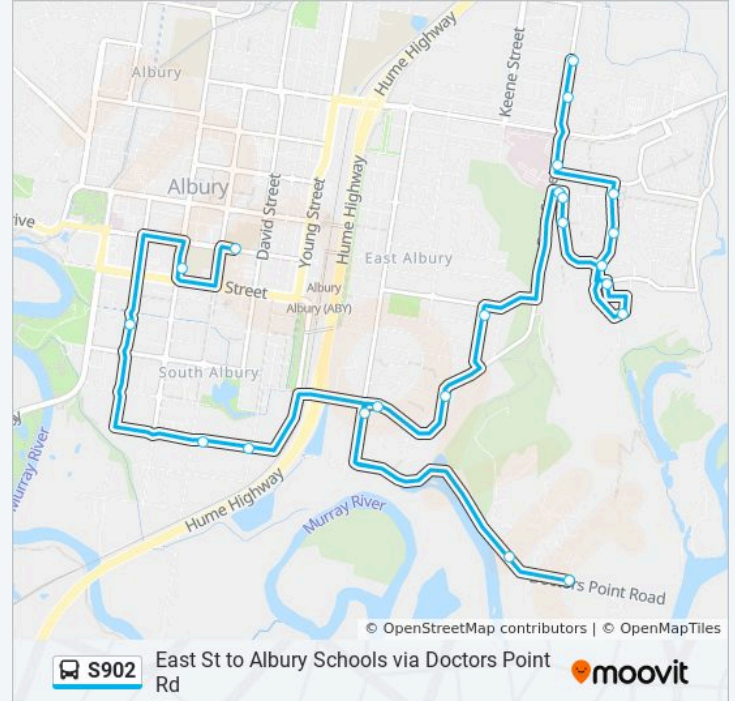 Hume Highway
Keene Street
Albury
Albury
David Street
Young Street
Hume Highway
rive
East Albury
Street
Albury
Albury (ABY)
South Albury
Murray River
Hume Highway
Murray River
Doctors Point Road
© OpenStreetMap contributors | © OpenMapTiles
S902
East St to Albury Schools via Doctors Point
Rd
moovit